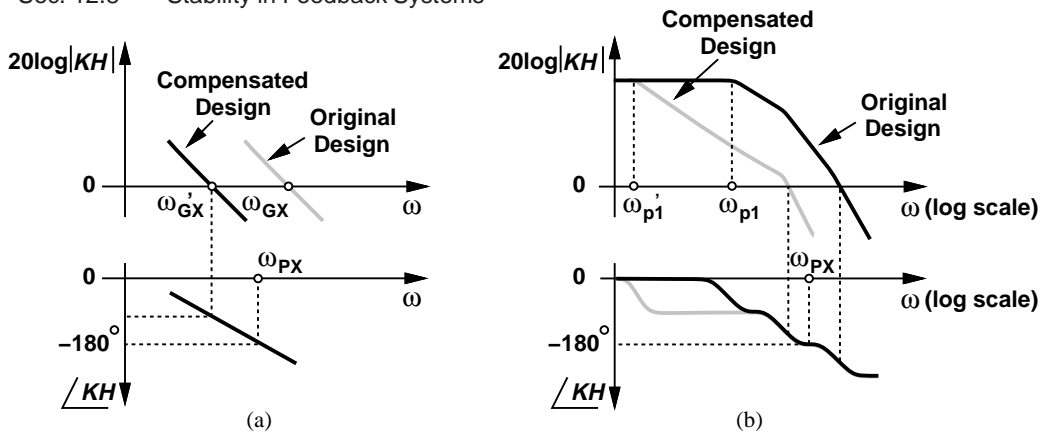 Sec. 12.8 Stability in Feedback Systems
20log|KH|
Compensated
Design
Original
Design
0
ω'GX
ωGX
ω
0
ωPX
ω
–180°
/KH
(a)
Compensated
Design
20log|KH|
Original
Design
0
ω'p1
ωp1
ω (log scale)
ωPX
0
ω (log scale)
–180°
/KH
(b)